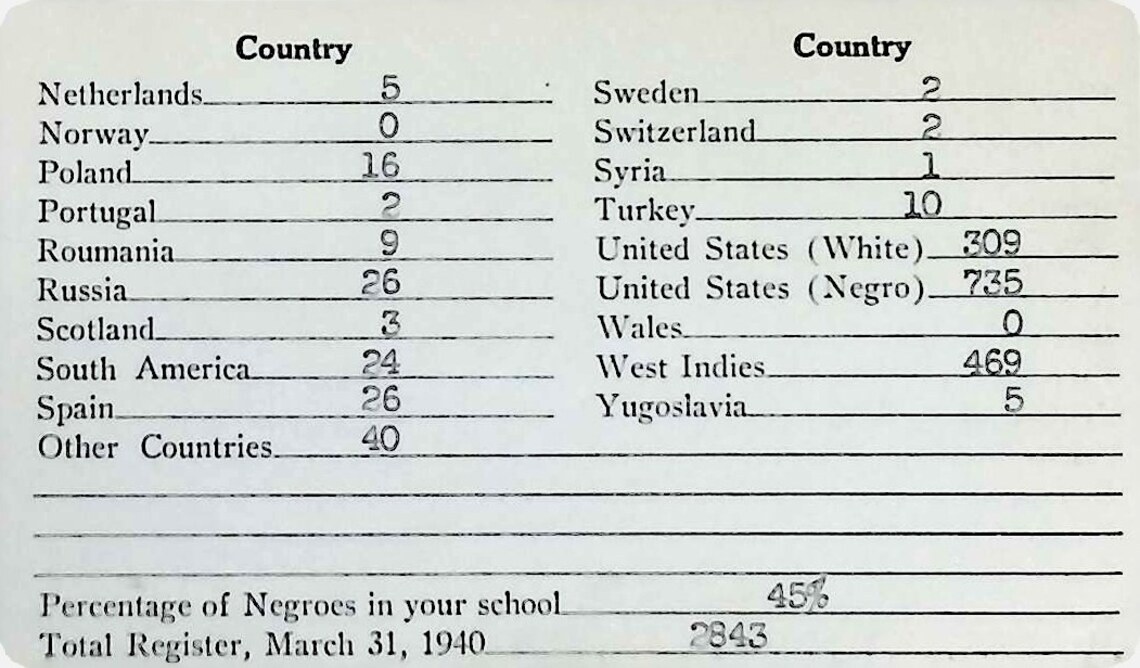 Country
Netherlands 5
Norway 0
Poland 16
Portugal 2
Roumania 9
Russia 26
Scotland 3
South America 24
Spain 26
Other Countries 40
Country
Sweden 2
Switzerland 2
Syria 1
Turkey 10
United States (White) 309
United States (Negro) 735
Wales 0
West Indies 469
Yugoslavia 5
Percentage of Negroes in your school 45%
Total Register, March 31, 1940 2843